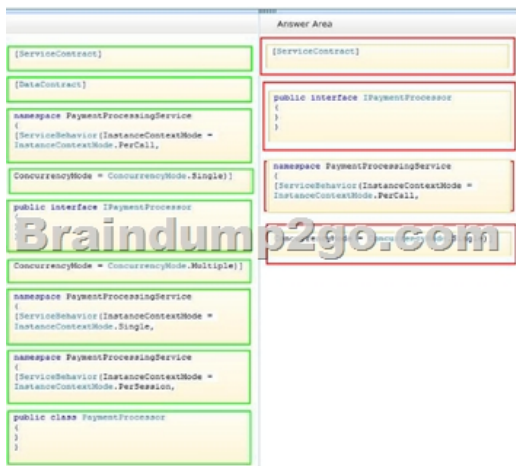 Answer Area
[ServiceContract]
[DataContract]
namespace PaymentProcessingService
{
[ServiceBehavior(InstanceContextMode =
InstanceContextMode.PerCall,
ConcurrencyMode = ConcurrencyMode.Single)]
public interface IPaymentProcessor
{
}
ConcurrencyMode = ConcurrencyMode.Multiple)]
namespace PaymentProcessingService
{
[ServiceBehavior(InstanceContextMode =
InstanceContextMode.Single,
namespace PaymentProcessingService
{
[ServiceBehavior(InstanceContextMode =
InstanceContextMode.PerSession,
public class PaymentProcessor
{
}
}
[ServiceContract]
public interface IPaymentProcessor
{
}
}
namespace PaymentProcessingService
{
[ServiceBehavior(InstanceContextMode =
InstanceContextMode.PerCall,
Braindump2go.com